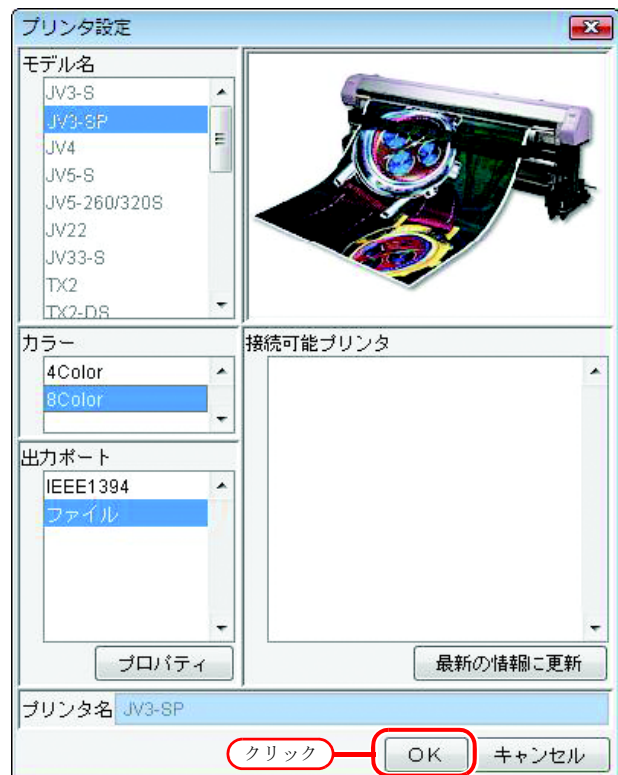 プリンタ設定
モデル名
JV3-S
JV3-SP
JV4
JV5-S
JV5-260/320S
JV22
JV33-S
TX2
TX2-DS
カラー
4Color
8Color
出力ポート
IEEE1394
ファイル
プロパティ
接続可能プリンタ
最新の情報に更新
プリンタ名 JV3-SP
クリック
OK キャンセル